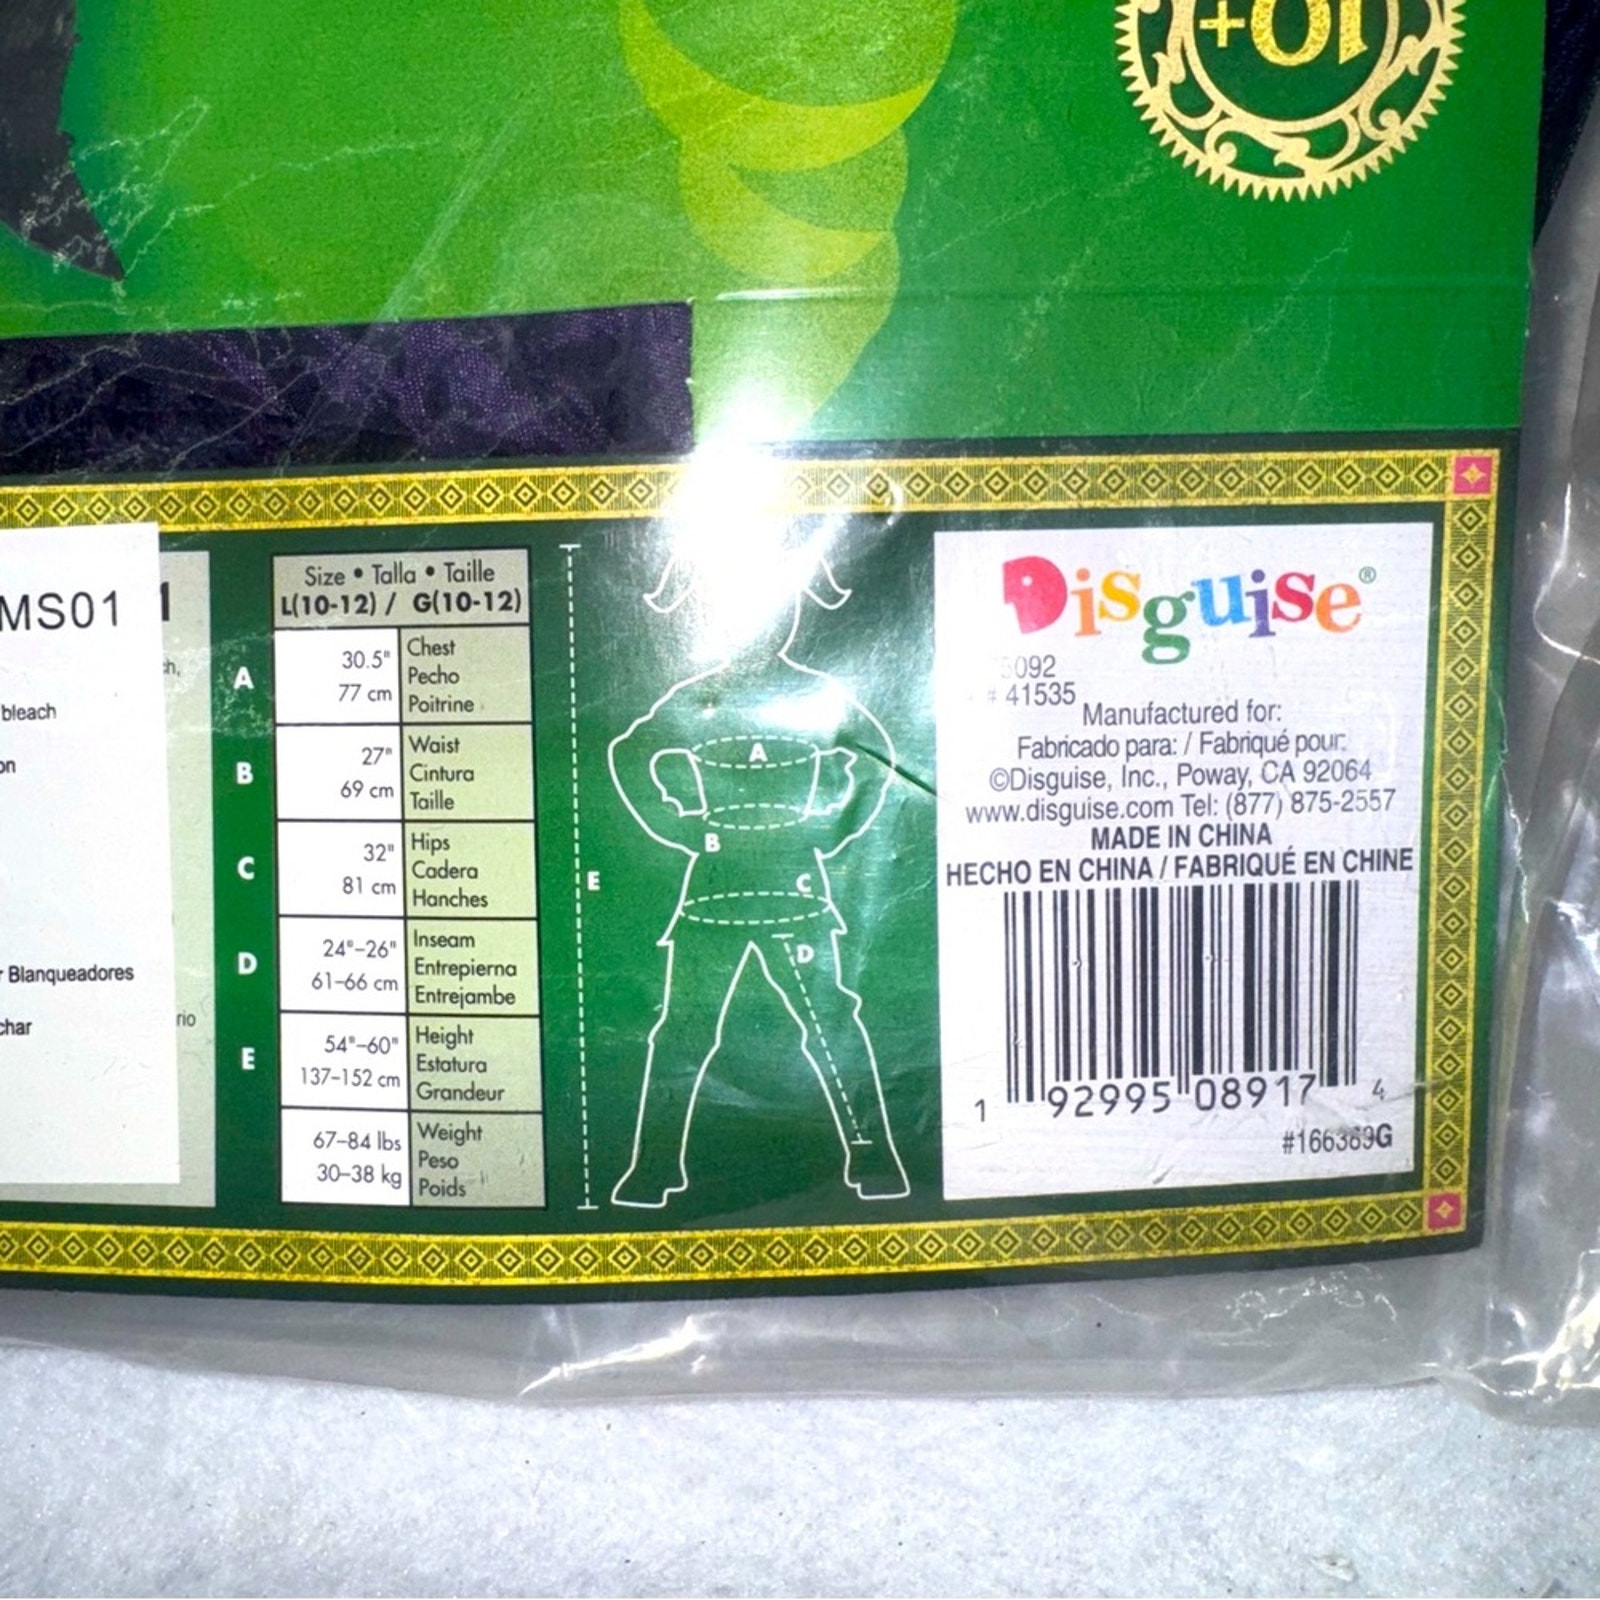 10+
MS01
bleach
on
r Blanqueadores
char
ch,
rio
Size • Talla • Taille
L(10-12) / G(10-12)
A
30.5"
77 cm
Chest
Pecho
Poitrine
B
27"
69 cm
Waist
Cintura
Taille
C
32"
81 cm
Hips
Cadera
Hanches
D
24"–26"
61–66 cm
Inseam
Entrepierna
Entrejambe
E
54"–60"
137–152 cm
Height
Estatura
Grandeur
67–84 lbs
30–38 kg
Weight
Peso
Poids
A
B
C
D
E
Disguise®
# 41535
Manufactured for:
Fabricado para: / Fabriqué pour:
©Disguise, Inc., Poway, CA 92064
www.disguise.com Tel: (877) 875-2557
MADE IN CHINA
HECHO EN CHINA / FABRIQUÉ EN CHINE
1 92995 08917 4
#166369G